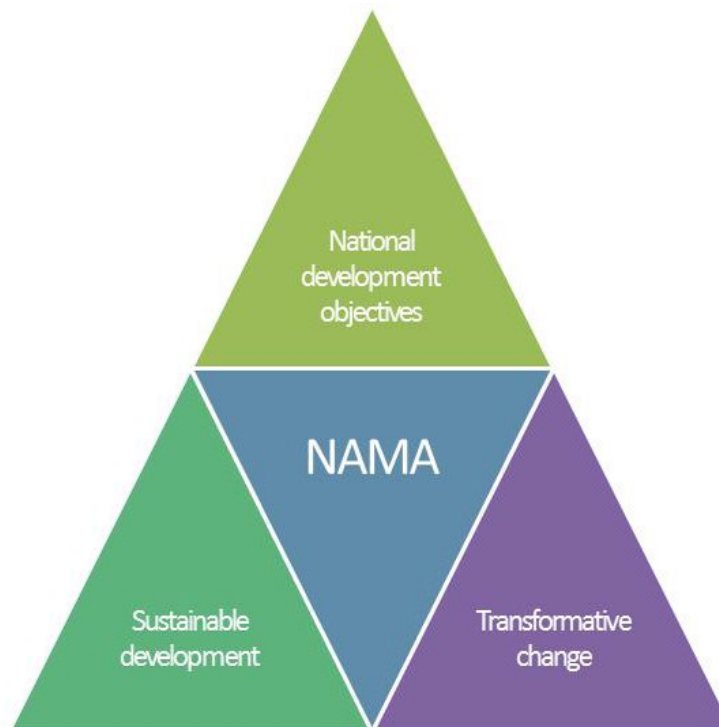 National
development
objectives
NAMA
Sustainable
development
Transformative
change